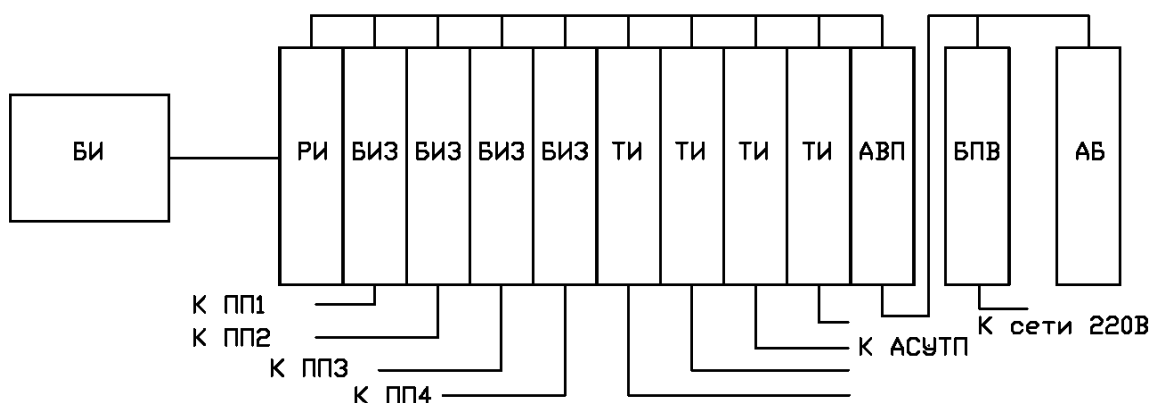 БИ РИ БИЗ БИЗ БИЗ БИЗ ТИ ТИ ТИ ТИ АВП БПВ АБ
К ПП1
К ПП2
К ПП3
К ПП4
К АСУТП
К сети 220В